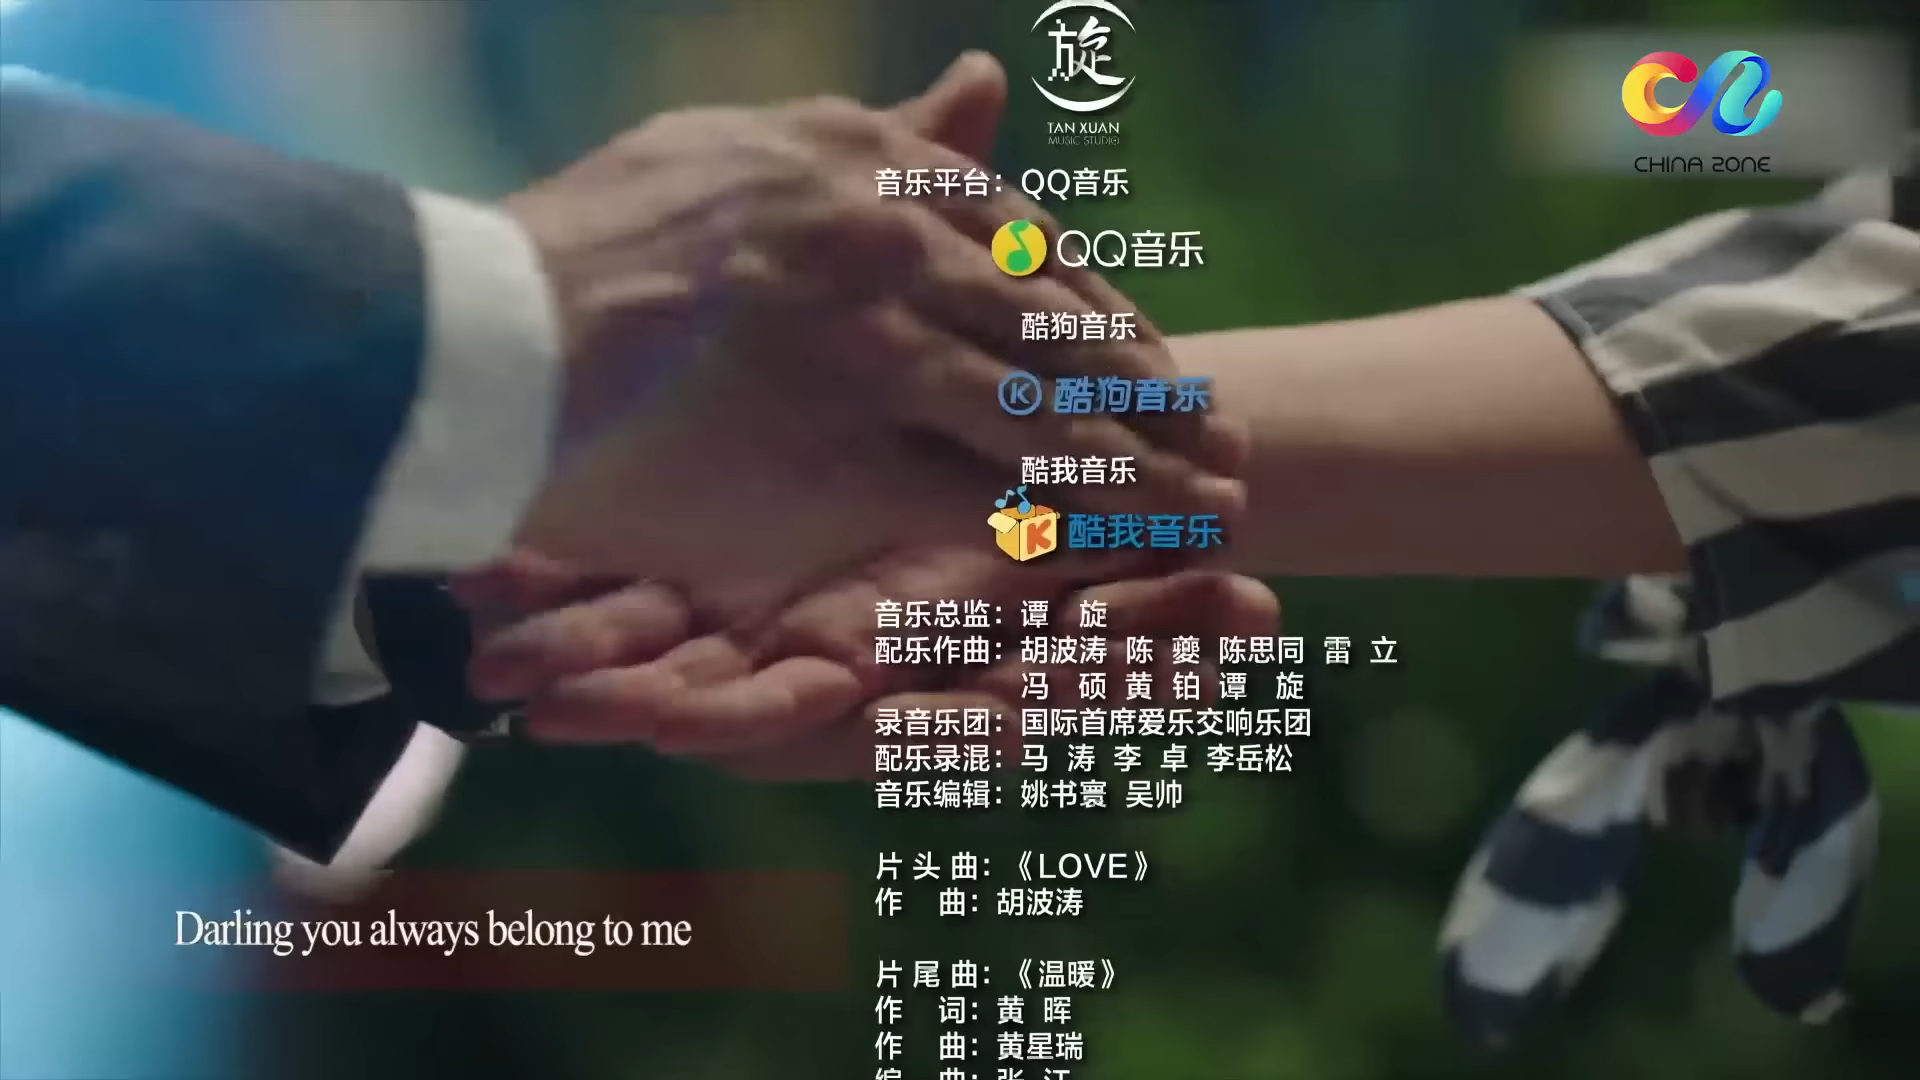 旋
TAN XUAN
MUSIC STUDIO
CHINA ZONE
音乐平台：QQ音乐
QQ音乐
酷狗音乐
K 酷狗音乐
酷我音乐
K 酷我音乐
音乐总监：谭 旋
配乐作曲：胡波涛 陈 夔 陈思同 雷 立
冯 硕 黄 铂 谭 旋
录音乐团：国际首席爱乐交响乐团
配乐录混：马 涛 李 卓 李岳松
音乐编辑：姚书寰 吴帅
片 头 曲：《LOVE》
作 曲：胡波涛
Darling you always belong to me
片 尾 曲：《温暖》
作 词：黄 晖
作 曲：黄星瑞
编 曲：张 江